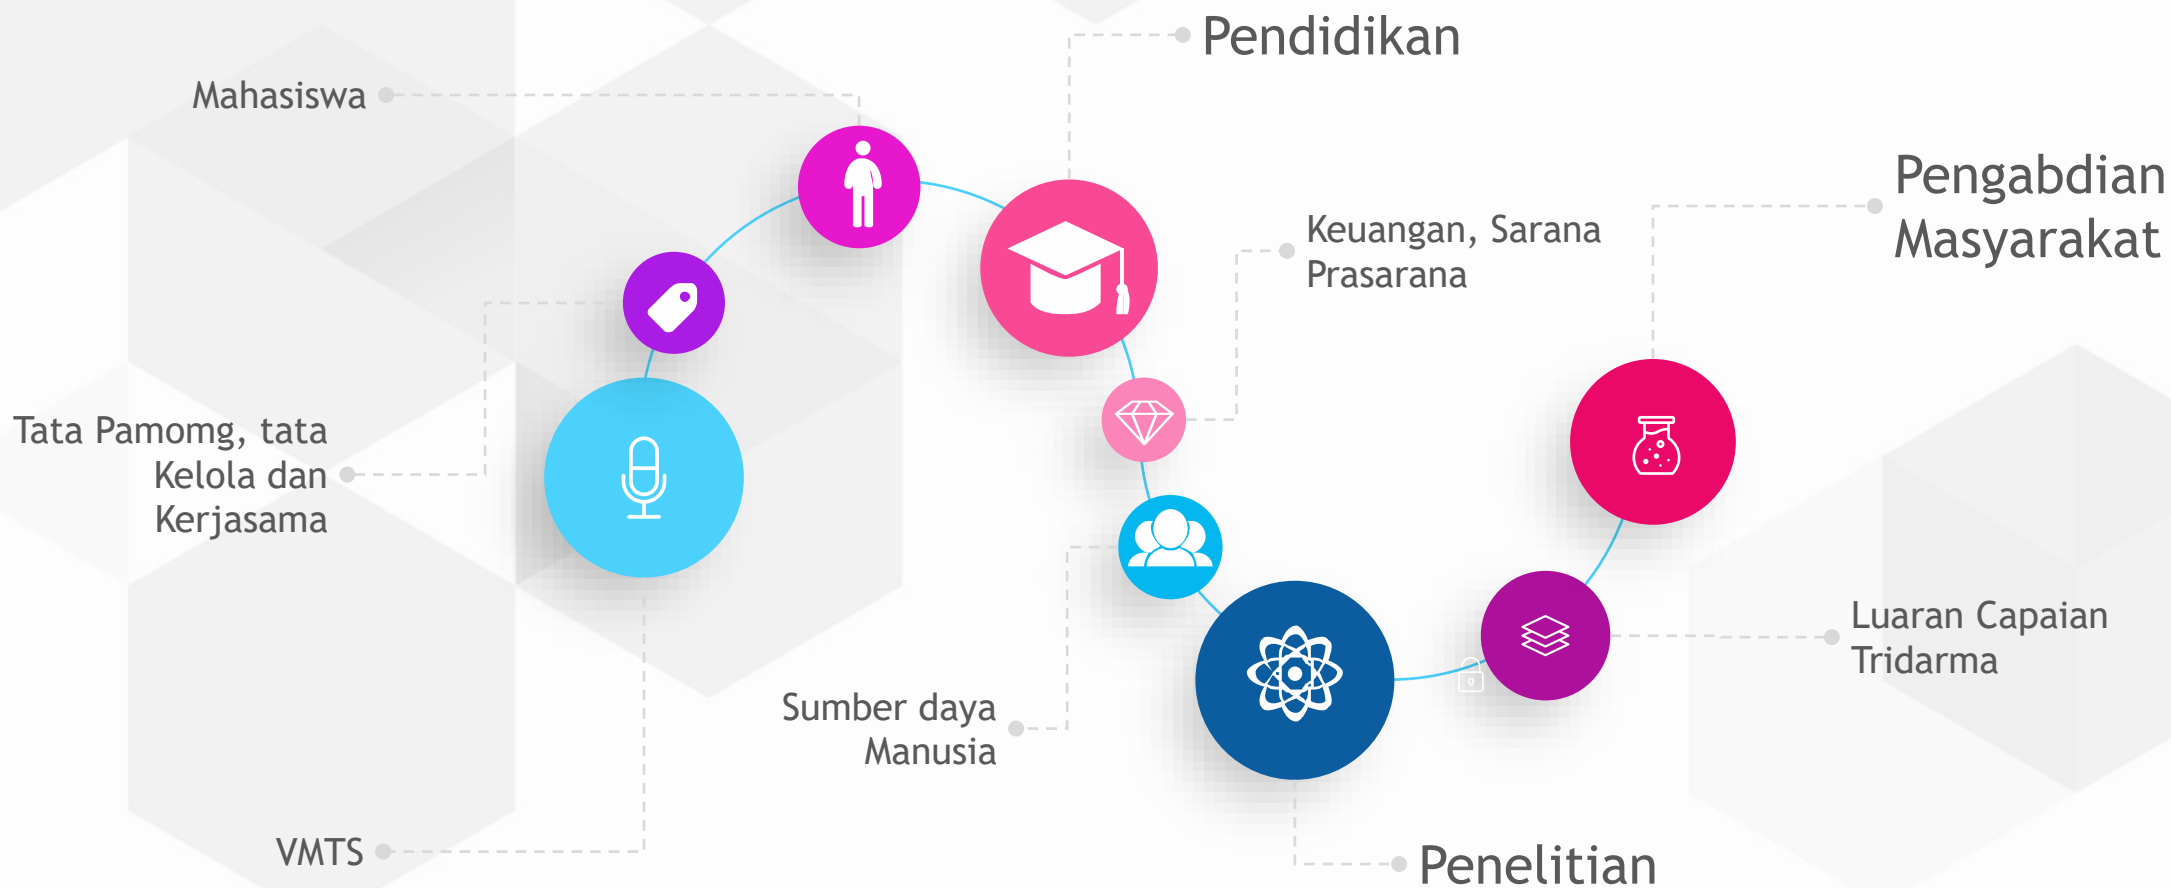 Pendidikan
Mahasiswa
Pengabdian
Masyarakat
Keuangan, Sarana
Prasarana
Tata Pamomg, tata
Kelola dan
Kerjasama
Luaran Capaian
Tridarma
Sumber daya
Manusia
VMTS
Penelitian